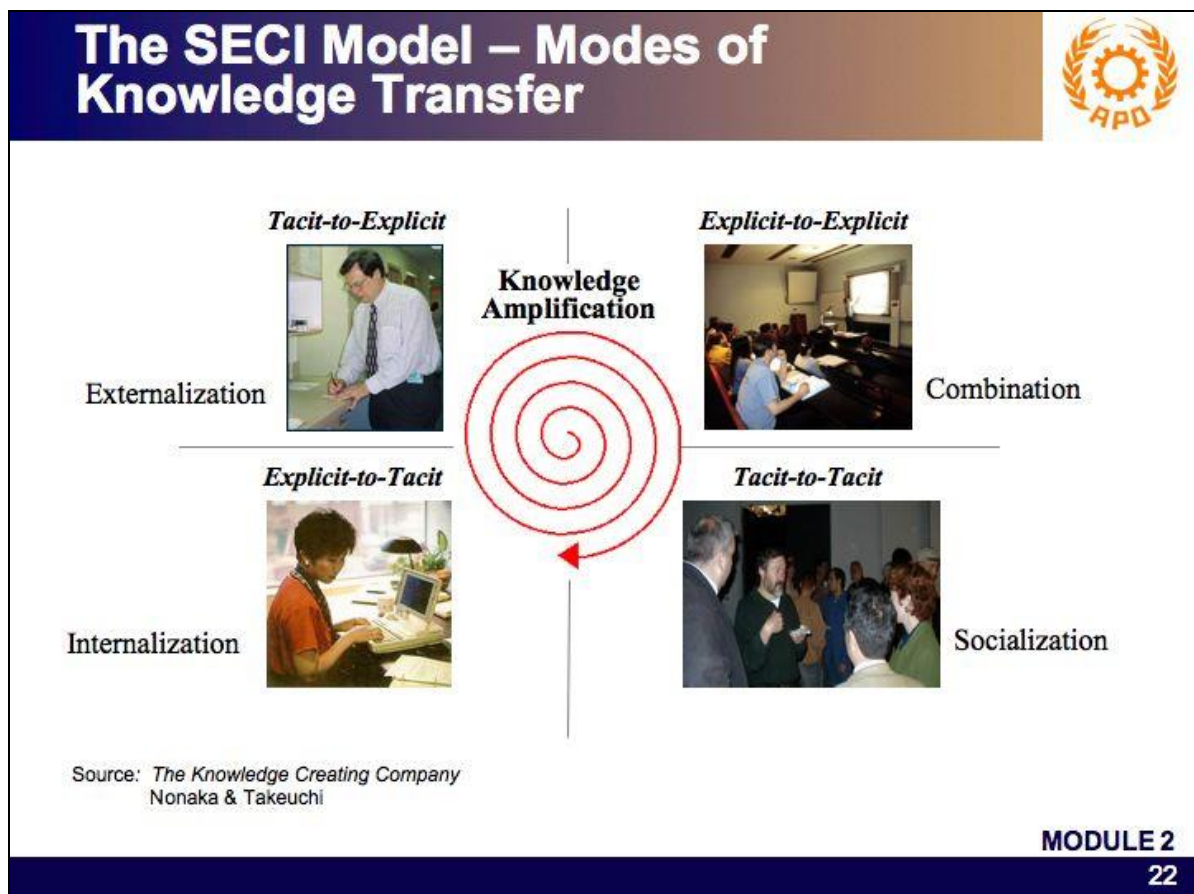 The SECI Model – Modes of
Knowledge Transfer
APO
Tacit-to-Explicit
Explicit-to-Explicit
Knowledge
Amplification
Externalization
Combination
Explicit-to-Tacit
Tacit-to-Tacit
Internalization
Socialization
Source: The Knowledge Creating Company
Nonaka & Takeuchi
MODULE 2
22